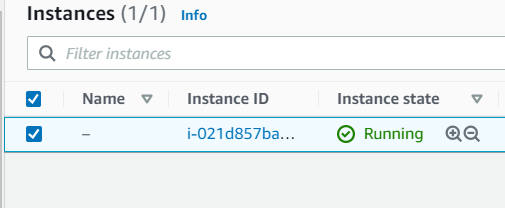 Instances (1/1) Info
Filter instances
Name Instance ID Instance state
– i-021d857ba… Running